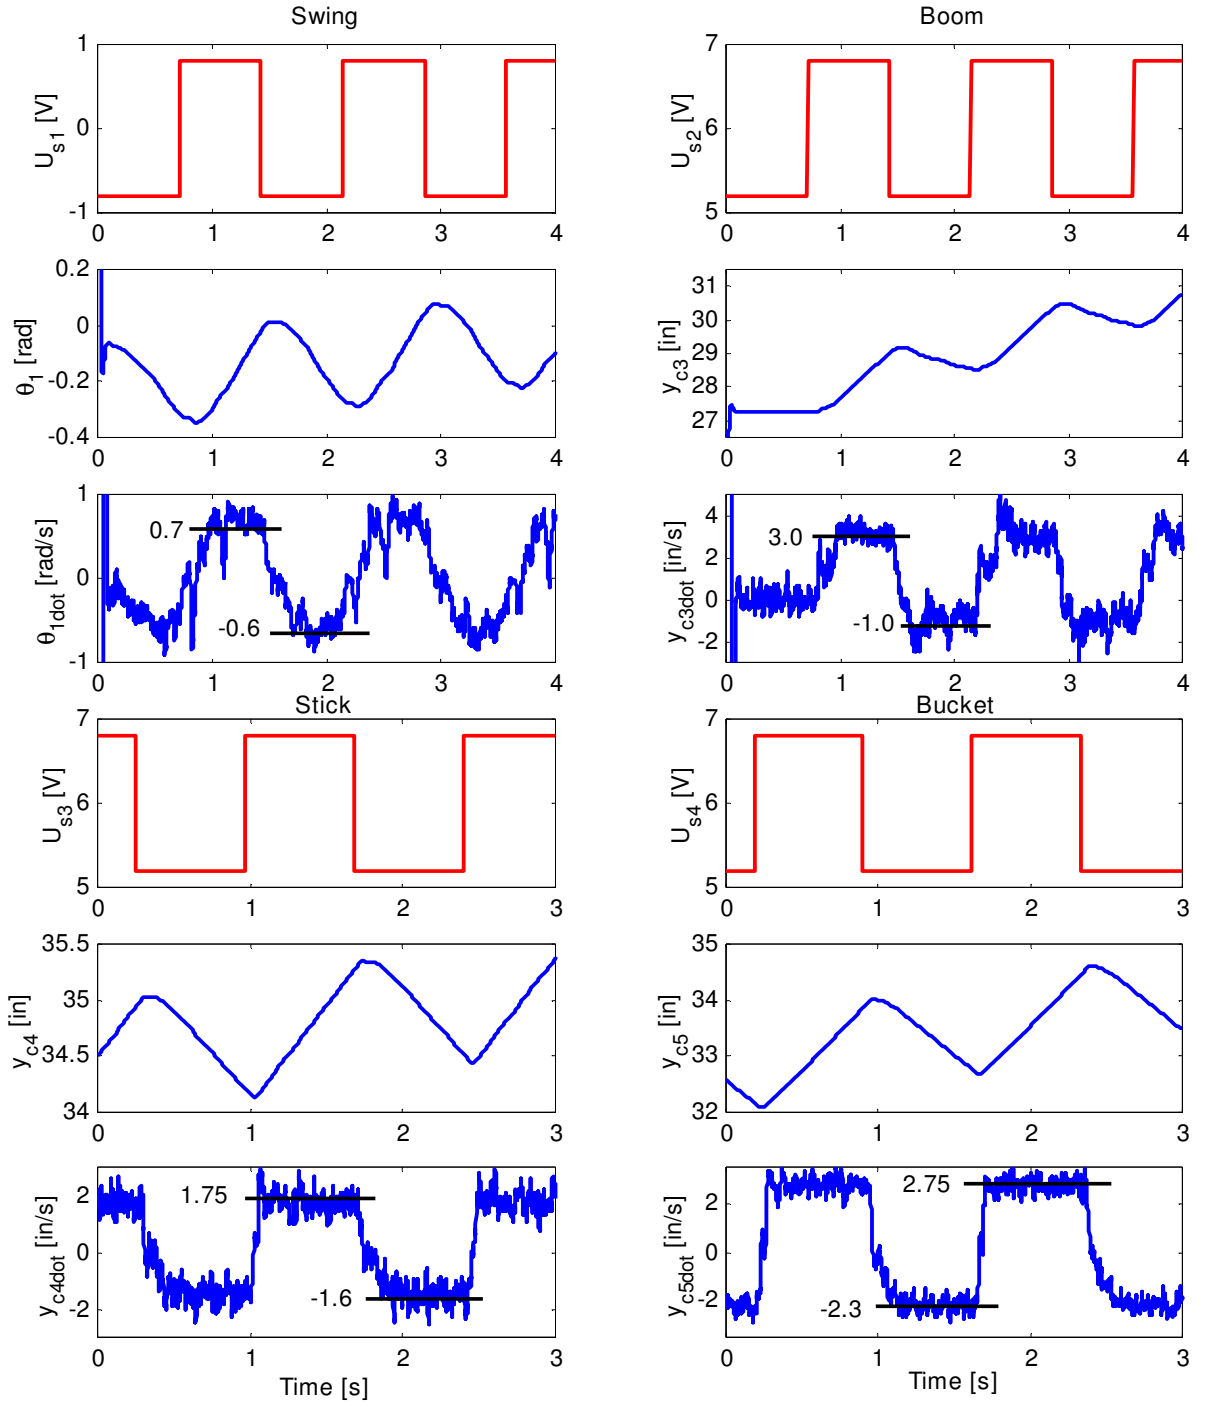 Swing
Boom
1
0
-1
U_s1 [V]
0 1 2 3 4
7
6
5
U_s2 [V]
0 1 2 3 4
0.2
0
-0.2
-0.4
θ_1 [rad]
0 1 2 3 4
31
30
29
28
27
y_c3 [in]
0 1 2 3 4
1
0
-1
θ_1dot [rad/s]
0.7
-0.6
0 1 2 3 4
4
2
0
-2
y_c3dot [in/s]
3.0
-1.0
0 1 2 3 4
Stick
Bucket
7
6
5
U_s3 [V]
0 1 2 3
7
6
5
U_s4 [V]
0 1 2 3
35.5
35
34.5
34
y_c4 [in]
0 1 2 3
35
34
33
32
y_c5 [in]
0 1 2 3
2
0
-2
y_c4dot [in/s]
1.75
-1.6
0 1 2 3
Time [s]
2
0
-2
y_c5dot [in/s]
2.75
-2.3
0 1 2 3
Time [s]